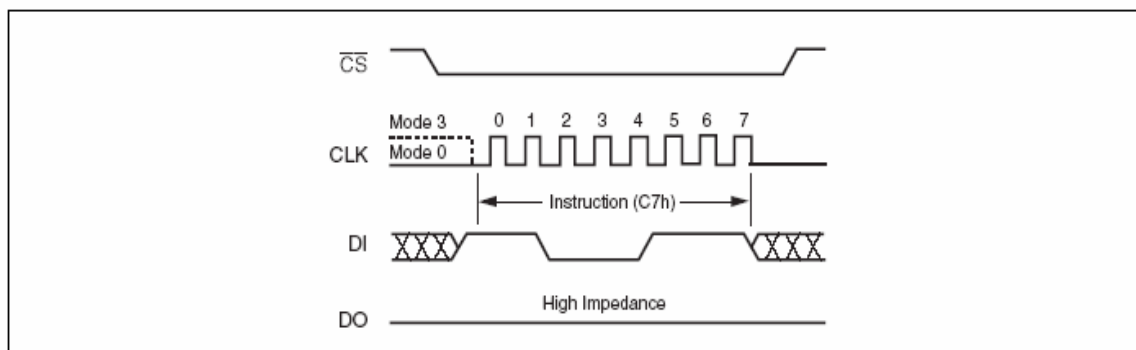 CS
Mode 3
0 1 2 3 4 5 6 7
CLK
Mode 0
Instruction (C7h)
DI
High Impedance
DO